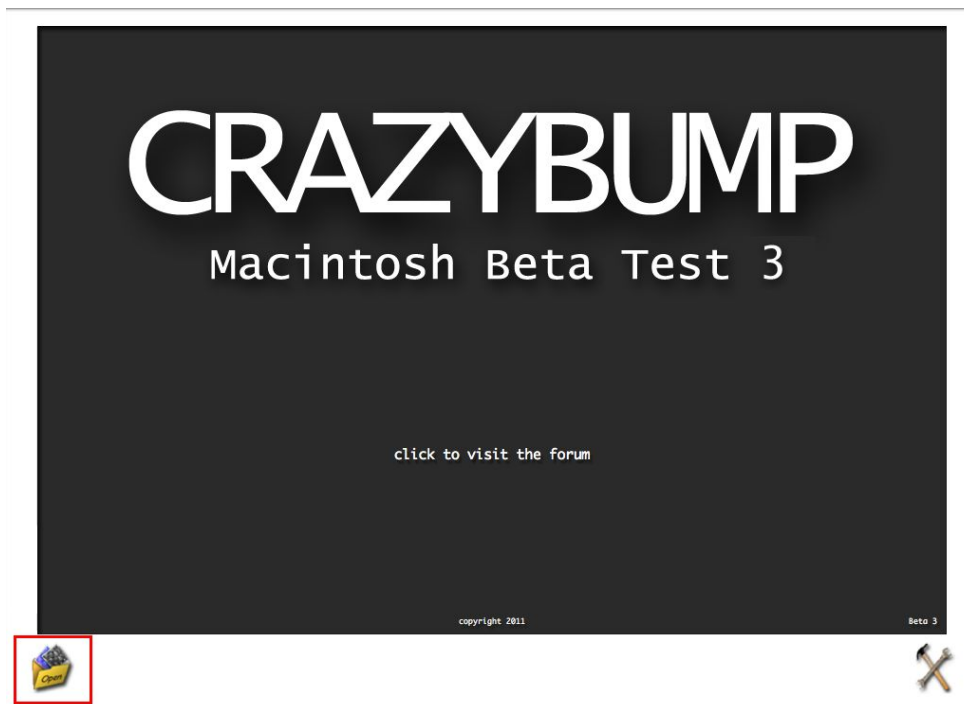 CRAZYBUMP
Macintosh Beta Test 3
click to visit the forum
copyright 2011
Beta 3
Open